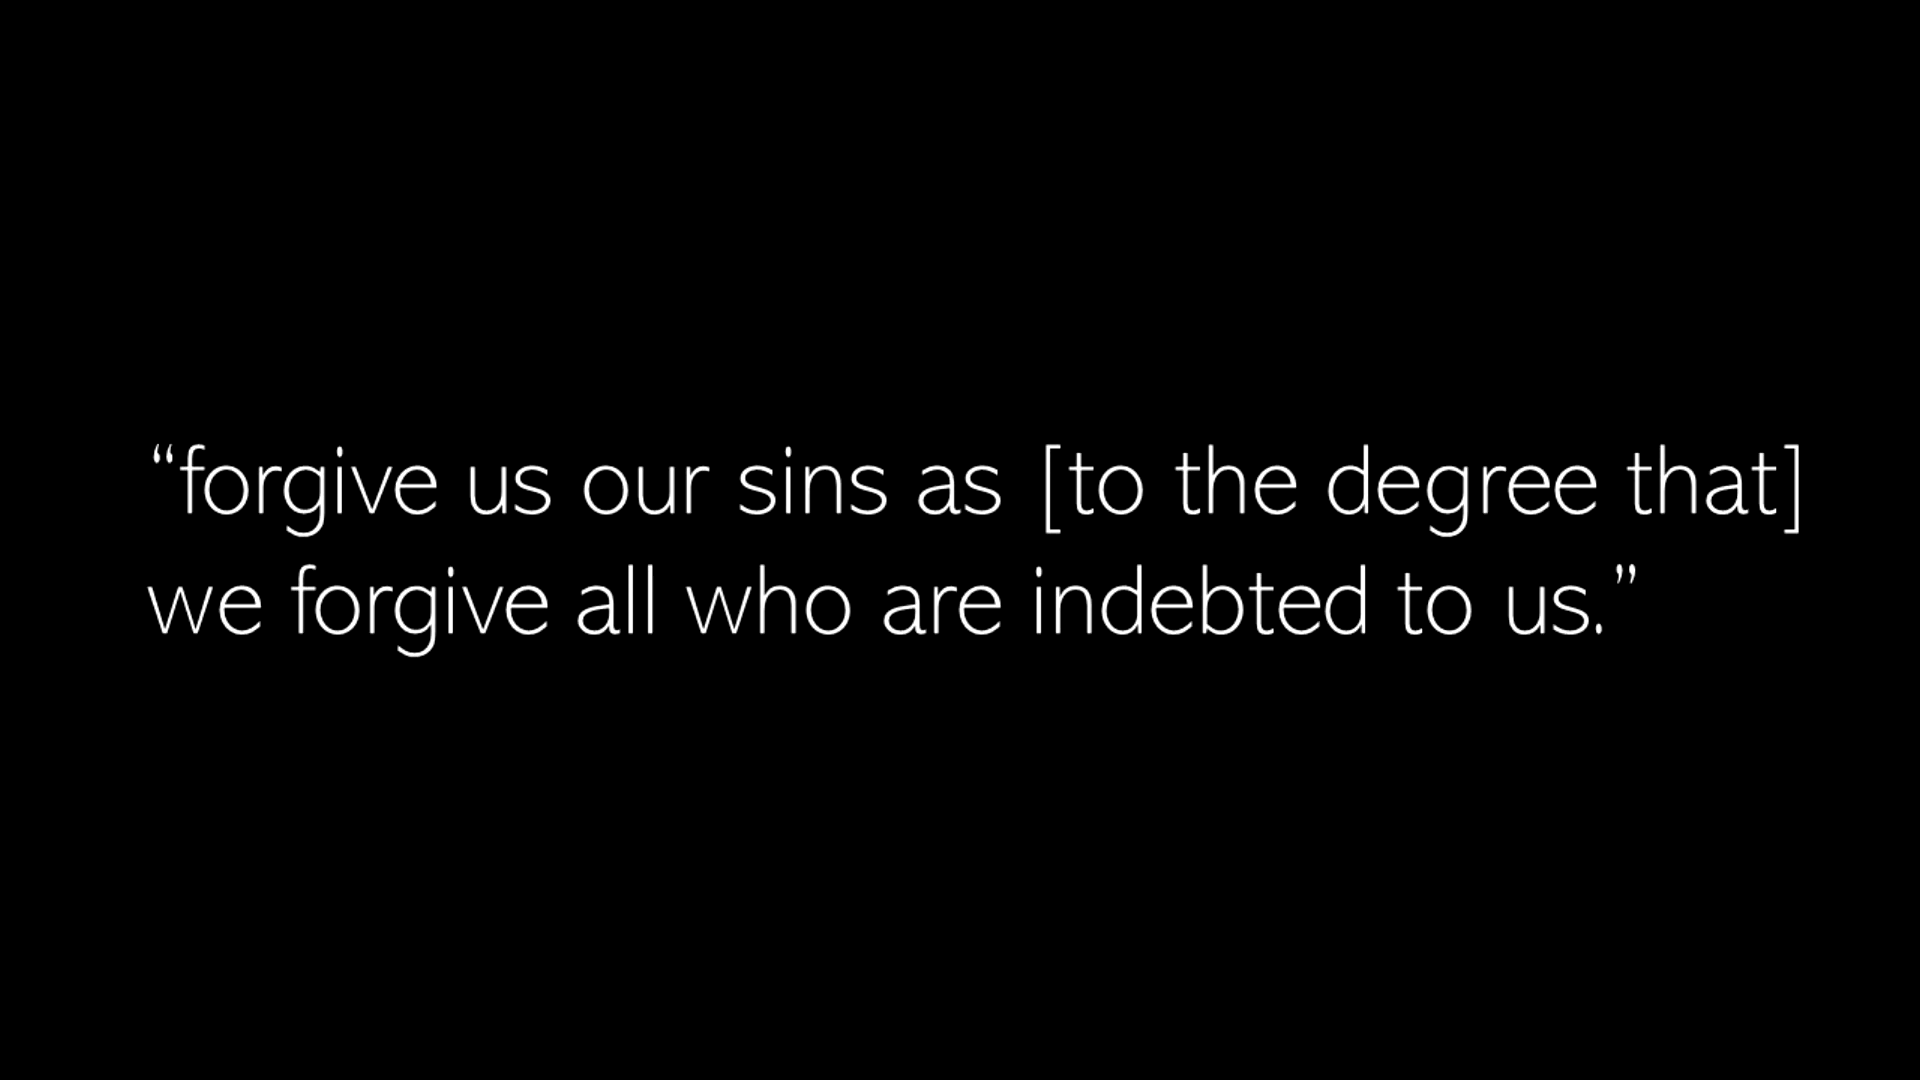 “forgive us our sins as [to the degree that]
we forgive all who are indebted to us.”